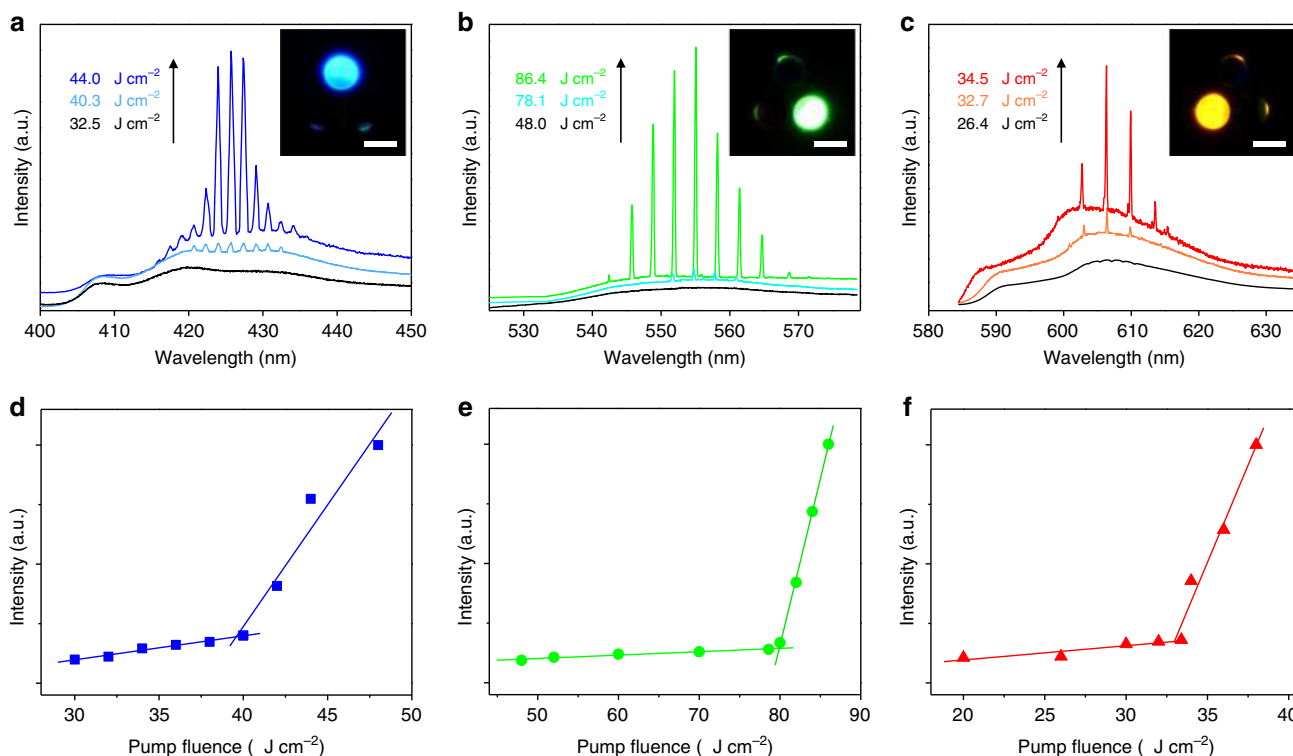 a
44.0 J cm⁻²
40.3 J cm⁻²
32.5 J cm⁻²
Intensity (a.u.)
400 410 420 430 440 450
Wavelength (nm)
b
86.4 J cm⁻²
78.1 J cm⁻²
48.0 J cm⁻²
Intensity (a.u.)
530 540 550 560 570
Wavelength (nm)
c
34.5 J cm⁻²
32.7 J cm⁻²
26.4 J cm⁻²
Intensity (a.u.)
580 590 600 610 620 630
Wavelength (nm)
d
Intensity (a.u.)
30 35 40 45 50
Pump fluence ( J cm⁻²)
e
Intensity (a.u.)
50 60 70 80 90
Pump fluence ( J cm⁻²)
f
Intensity (a.u.)
20 25 30 35 40
Pump fluence ( J cm⁻²)